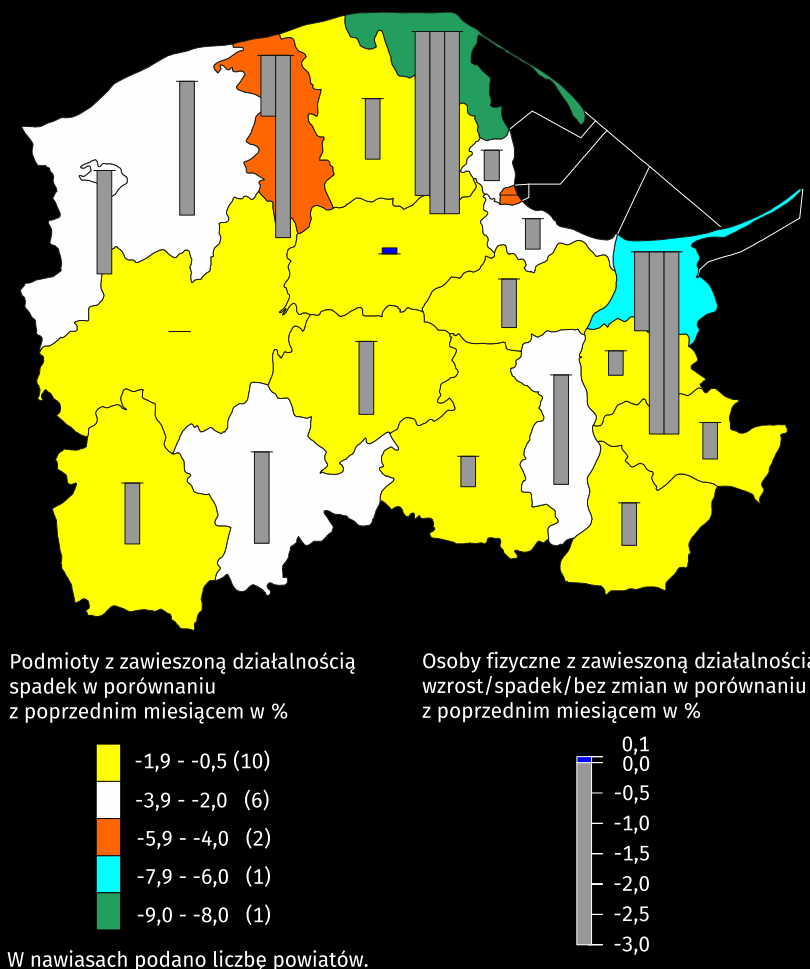 Podmioty z zawieszoną działalnością
spadek w porównaniu
z poprzednim miesiącem w %
-1,9 - -0,5 (10)
-3,9 - -2,0 (6)
-5,9 - -4,0 (2)
-7,9 - -6,0 (1)
-9,0 - -8,0 (1)
W nawiasach podano liczbę powiatów.
Osoby fizyczne z zawieszoną działalnością
wzrost/spadek/bez zmian w porównaniu
z poprzednim miesiącem w %
0,1
0,0
-0,5
-1,0
-1,5
-2,0
-2,5
-3,0